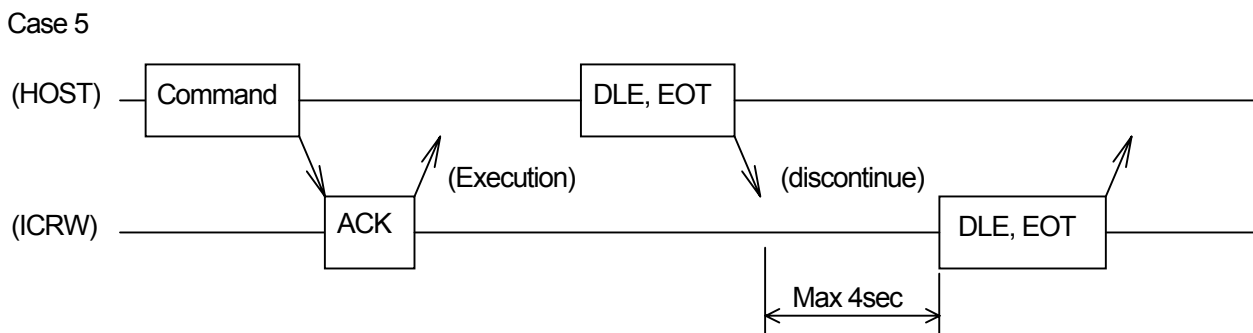 Case 5
(HOST) Command DLE, EOT
(Execution) (discontinue)
(ICRW) ACK DLE, EOT
Max 4sec